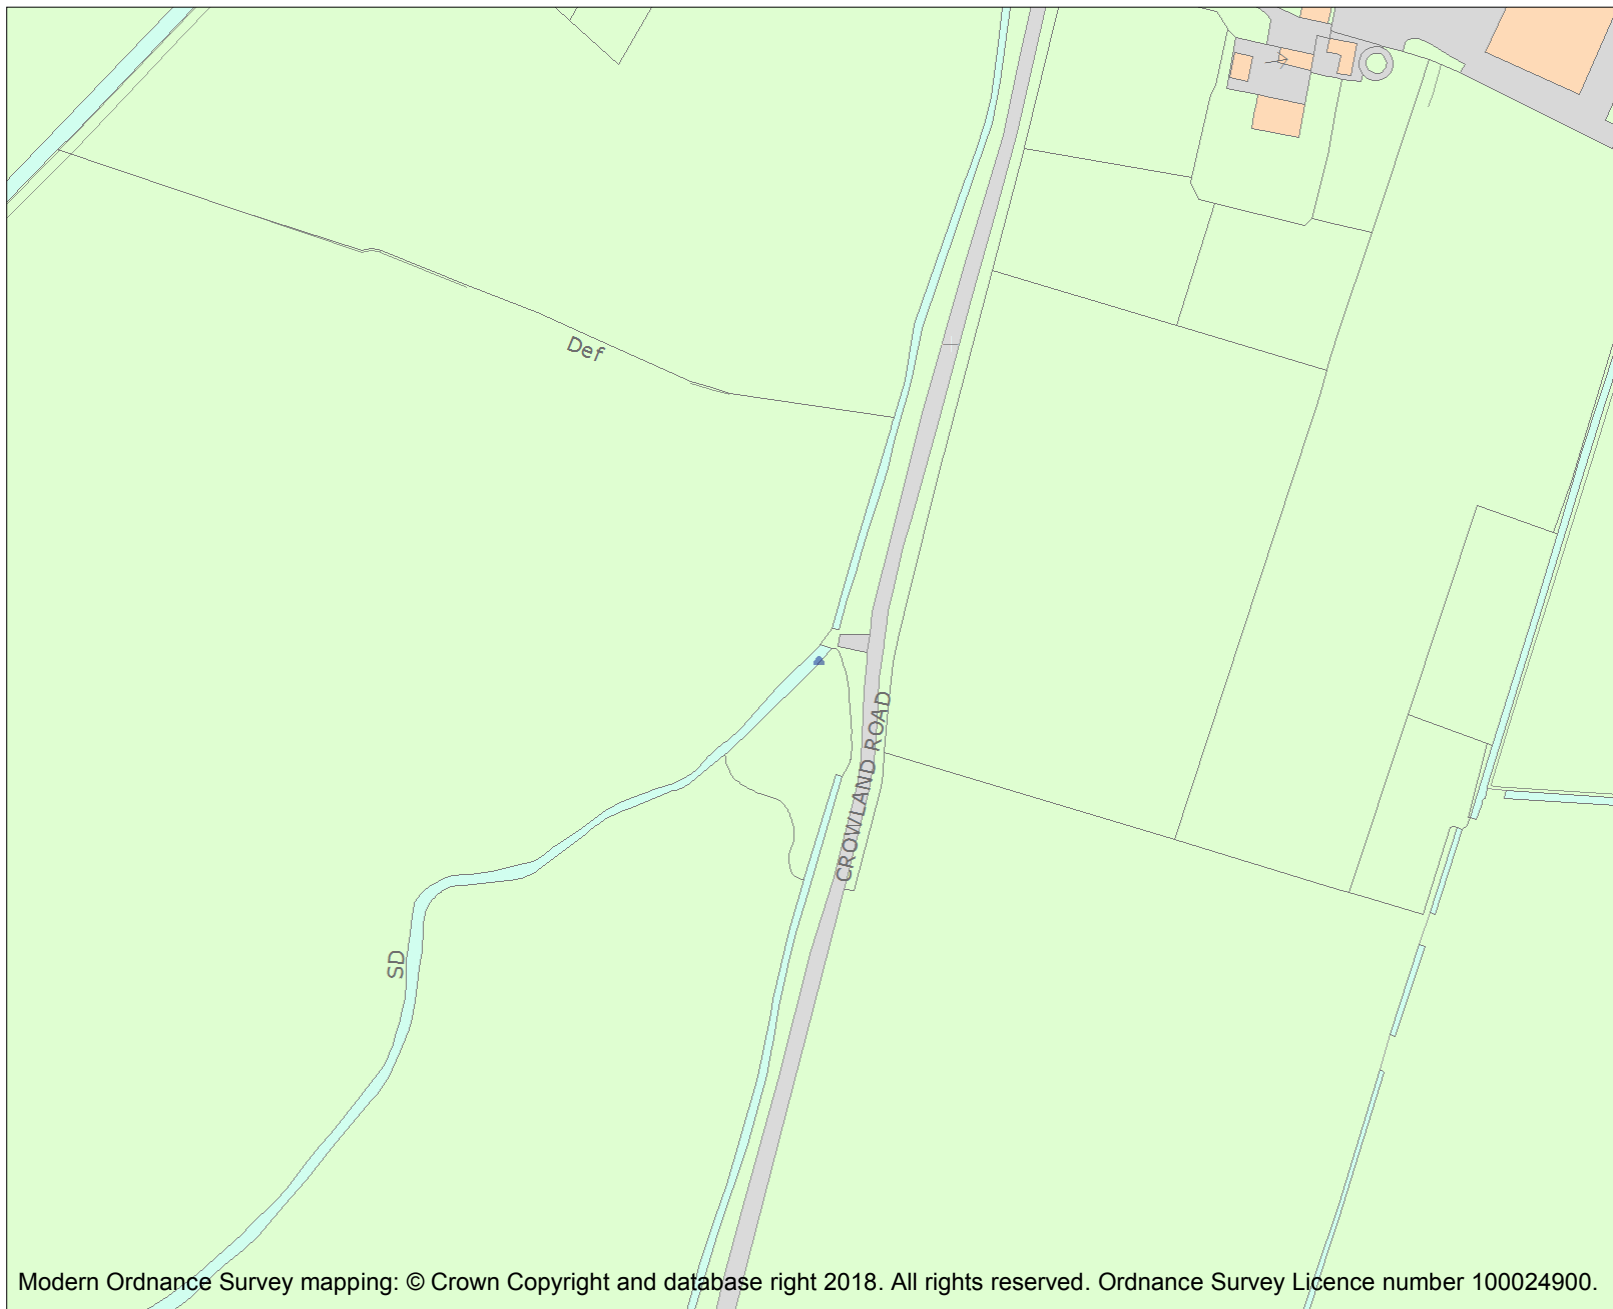 Def
CROWLAND ROAD
SD
Modern Ordnance Survey mapping: © Crown Copyright and database right 2018. All rights reserved. Ordnance Survey Licence number 100024900.